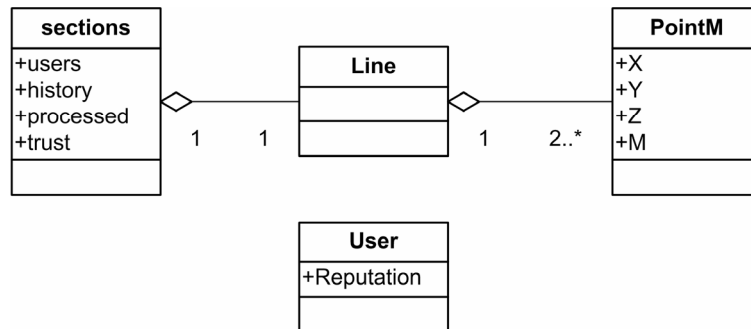 sections
+users
+history
+processed
+trust
1
1
Line
1
2..*
PointM
+X
+Y
+Z
+M
User
+Reputation